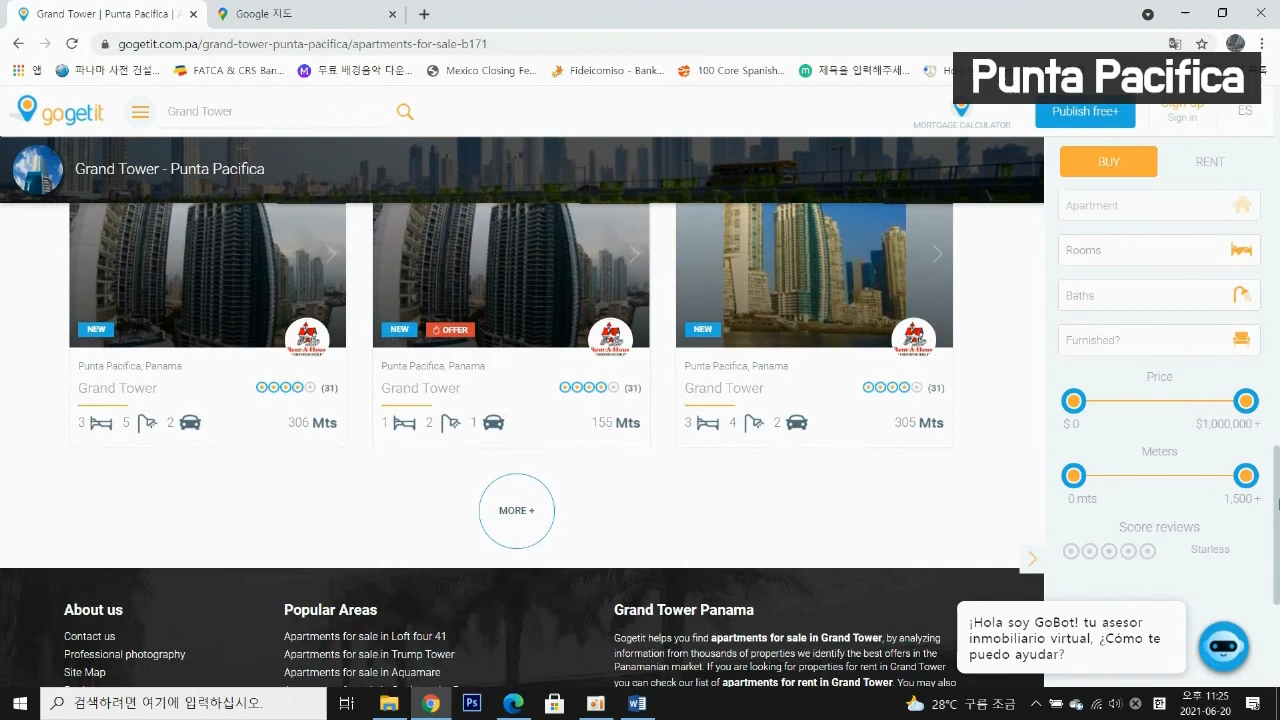 Grand Tower | Punta Pacifica |
Google 지도
gogetit.com.pa/grand-tower-punta-pacifica/apartments-for-sale-b171
앱
파나마 사전 건설...
FATCA & CRS Ban...
무료 배경음악 다운...
Mexico Closing Fe...
Fideicomiso - Bank...
100 Core Spanish...
제목을 입력해주세...
Punta Pacifica
gogetit
Grand Tower
MORTGAGE CALCULATOR
Publish free+
Sign up
Sign in
ES
Grand Tower - Punta Pacifica
BUY
RENT
Apartment
Rooms
Baths
Furnished?
Price
$ 0
$1,000,000 +
Meters
0 mts
1,500 +
Score reviews
Starless
NEW
Rent-A-House
NEW
OFFER
Rent-A-House
NEW
Rent-A-House
Punta Pacifica, Panama
Grand Tower
(31)
3 5 2 306 Mts
Punta Pacifica, Panama
Grand Tower
(31)
1 2 1 155 Mts
Punta Pacifica, Panama
Grand Tower
(31)
3 4 2 305 Mts
MORE +
About us
Contact us
Professional photography
Site Map
Popular Areas
Apartments for sale in Loft four 41
Apartments for sale in Trump Tower
Apartments for sale in Aquamare
Grand Tower Panama
Gogetit helps you find apartments for sale in Grand Tower, by analyzing
information from thousands of properties we identify the best offers in the
Panamanian market. If you are looking for properties for rent in Grand Tower
you can check our list of apartments for rent in Grand Tower. You may also
¡Hola soy GoBot! tu asesor
inmobiliario virtual, ¿Cómo te
puedo ayudar?
검색하려면 여기에 입력하십시오.
28°C 구름 조금
오후 11:25
2021-06-20